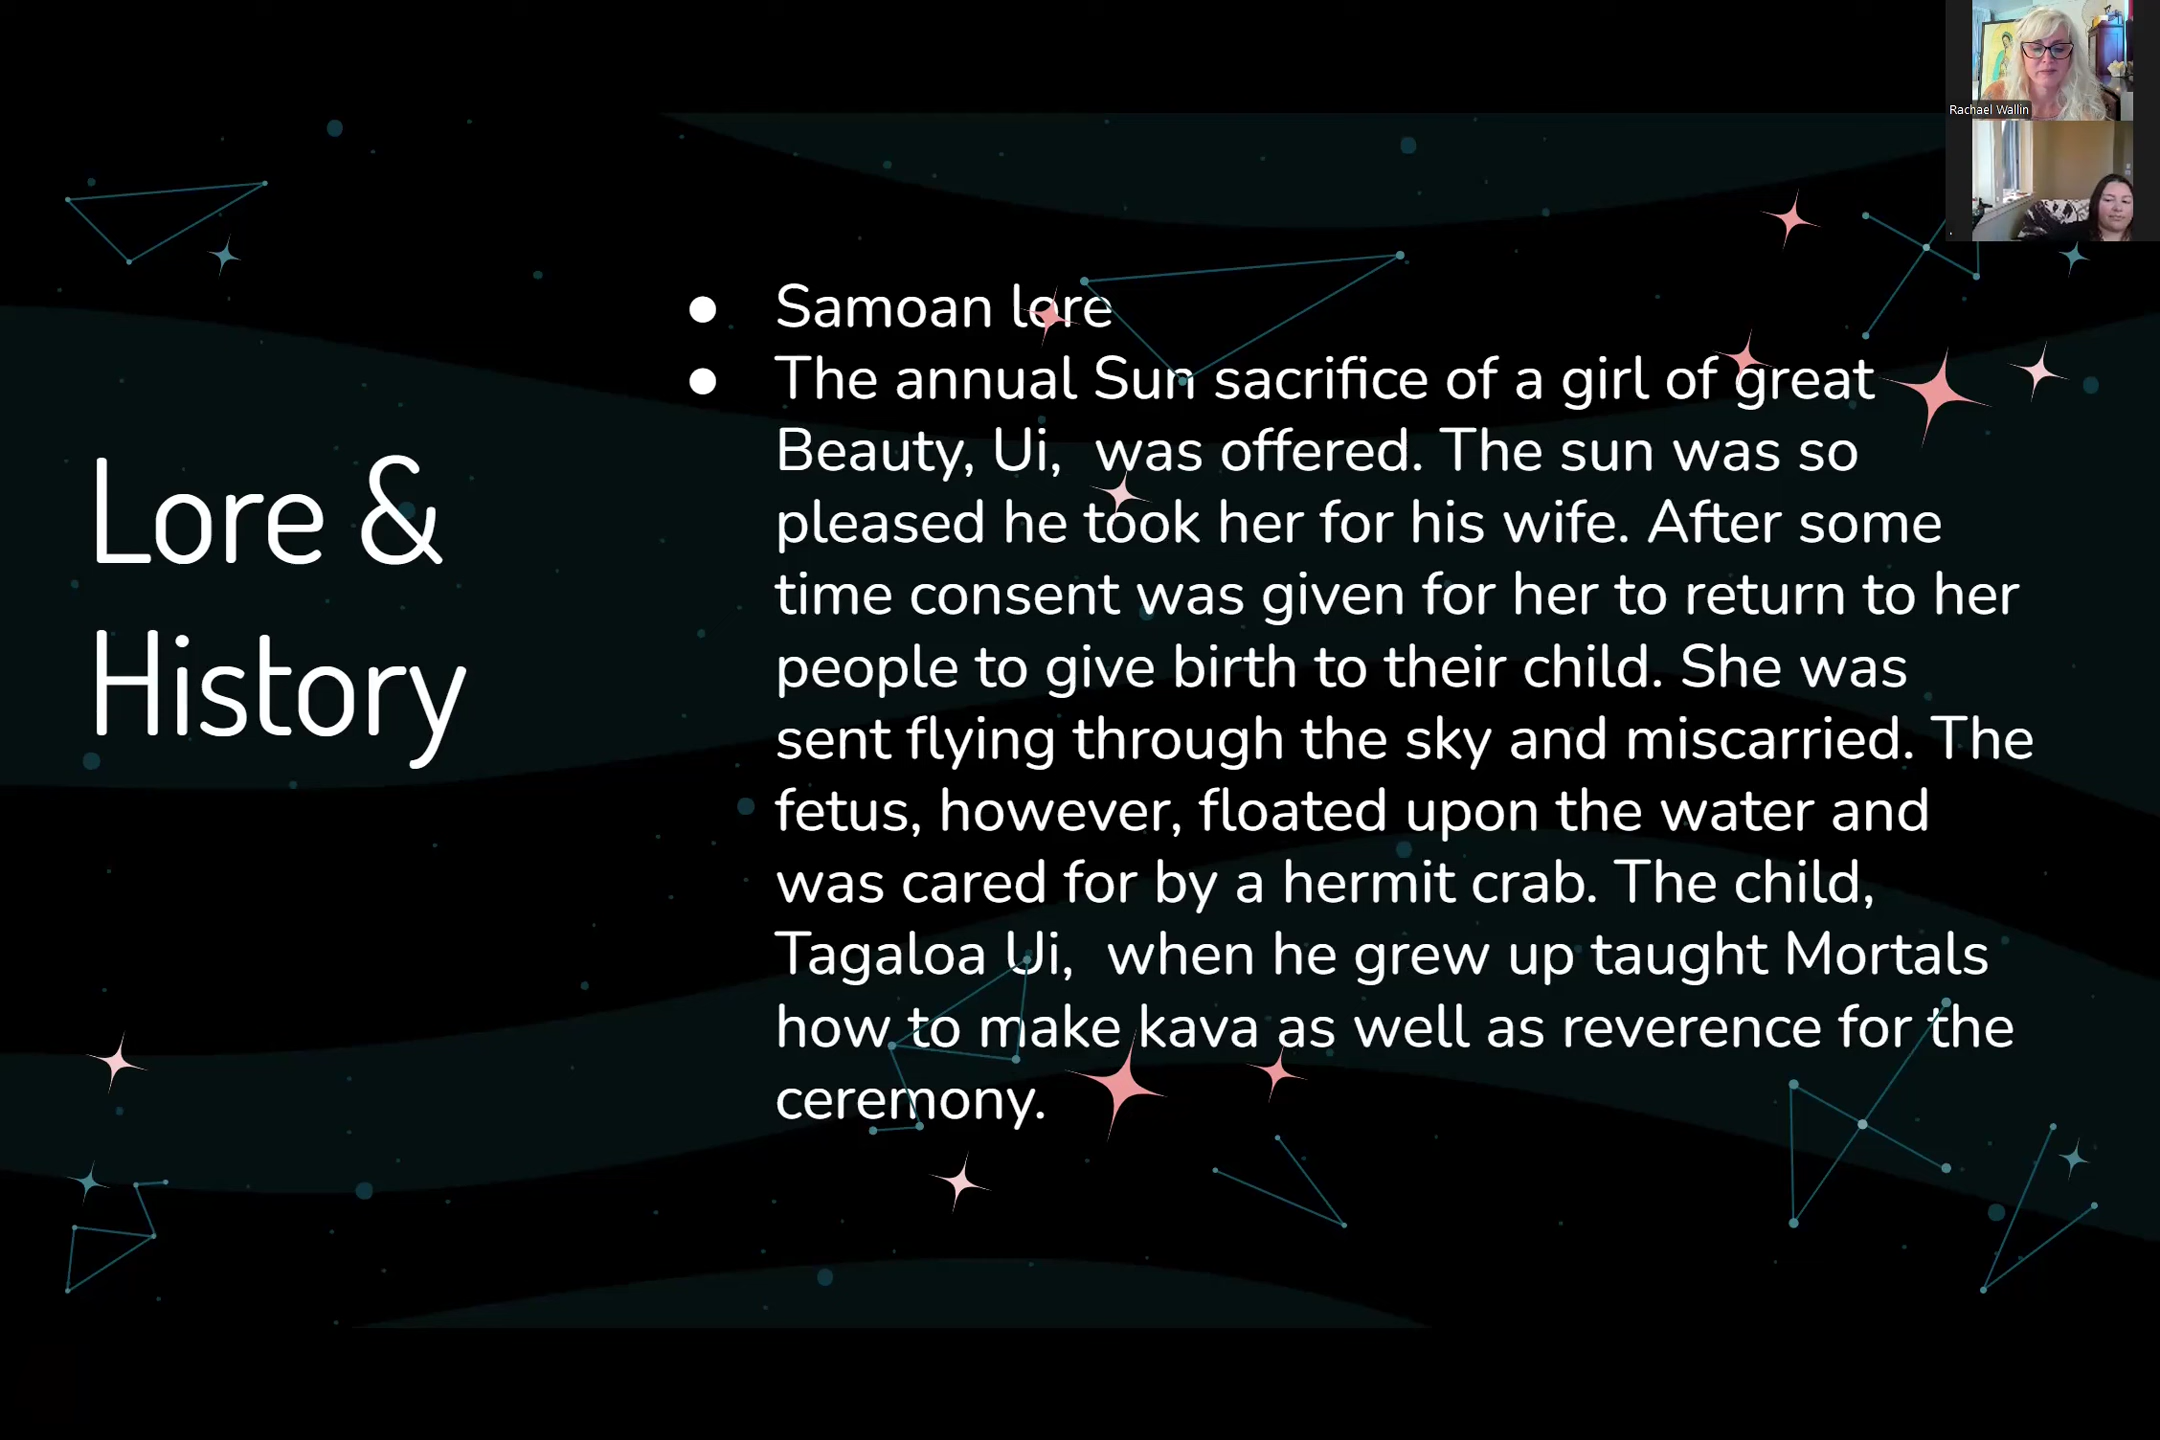 Rachael Wallin
Lore &
History
● Samoan lore
● The annual Sun sacrifice of a girl of great
Beauty, Ui,  was offered. The sun was so
pleased he took her for his wife. After some
time consent was given for her to return to her
people to give birth to their child. She was
sent flying through the sky and miscarried. The
fetus, however, floated upon the water and
was cared for by a hermit crab. The child,
Tagaloa Ui,  when he grew up taught Mortals
how to make kava as well as reverence for the
ceremony.